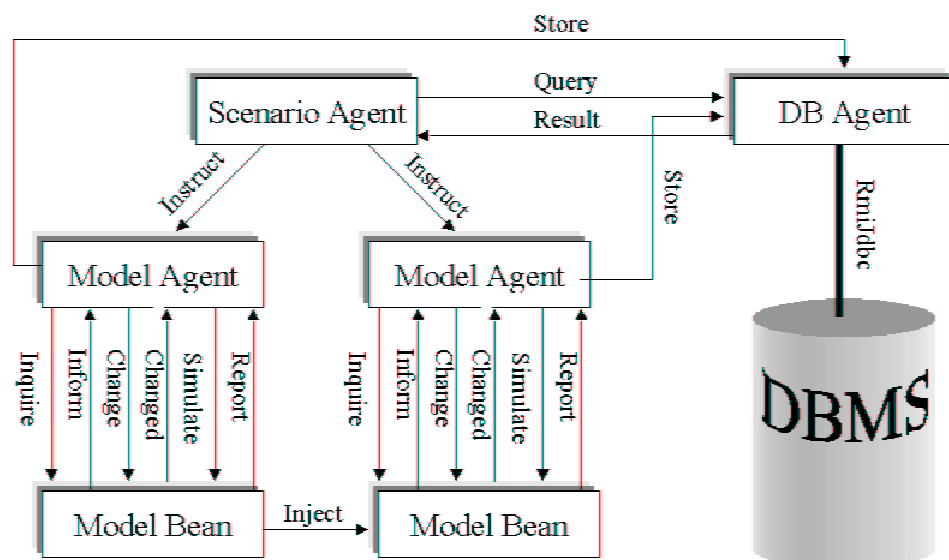 Store
Query
Scenario Agent
DB Agent
Result
Instruct
Instruct
Store
RmiJdbc
Model Agent
Model Agent
Inquire
Inform
Change
Changed
Simulate
Report
Inquire
Inform
Change
Changed
Simulate
Report
DBMS
Model Bean
Inject
Model Bean